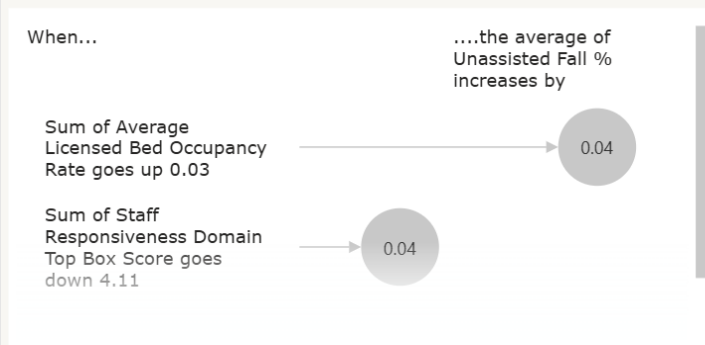 When...
....the average of
Unassisted Fall %
increases by
Sum of Average
Licensed Bed Occupancy
Rate goes up 0.03
0.04
Sum of Staff
Responsiveness Domain
Top Box Score goes
down 4.11
0.04